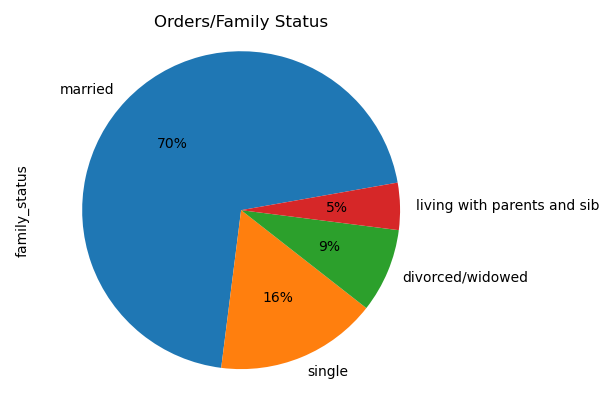 Orders/Family Status
married
70%
family_status
5%
living with parents and sib
9%
divorced/widowed
16%
single